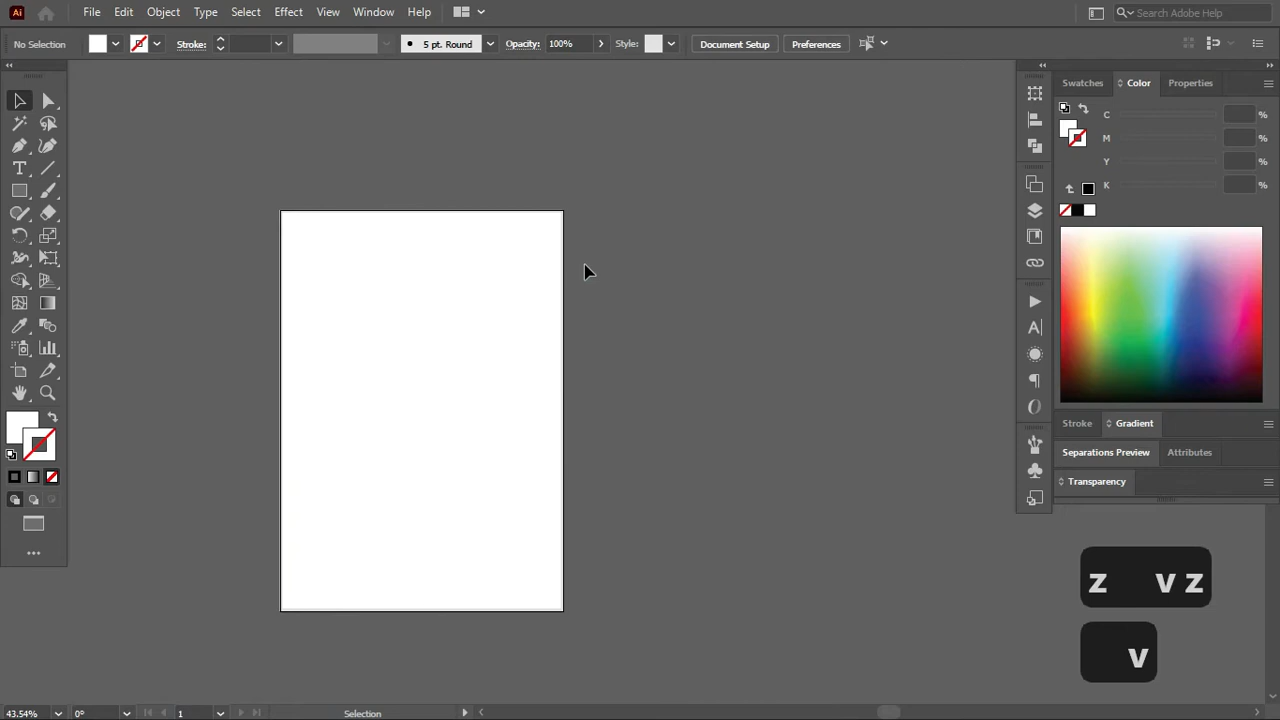 Ai File Edit Object Type Select Effect View Window Help Search Adobe Help
No Selection Stroke: 5 pt. Round Opacity: 100% Style: Document Setup Preferences
Swatches Color Properties
C %
M %
Y %
K %
Stroke Gradient
Separations Preview Attributes
Transparency
z v z
v
43.54% 0° 1 Selection